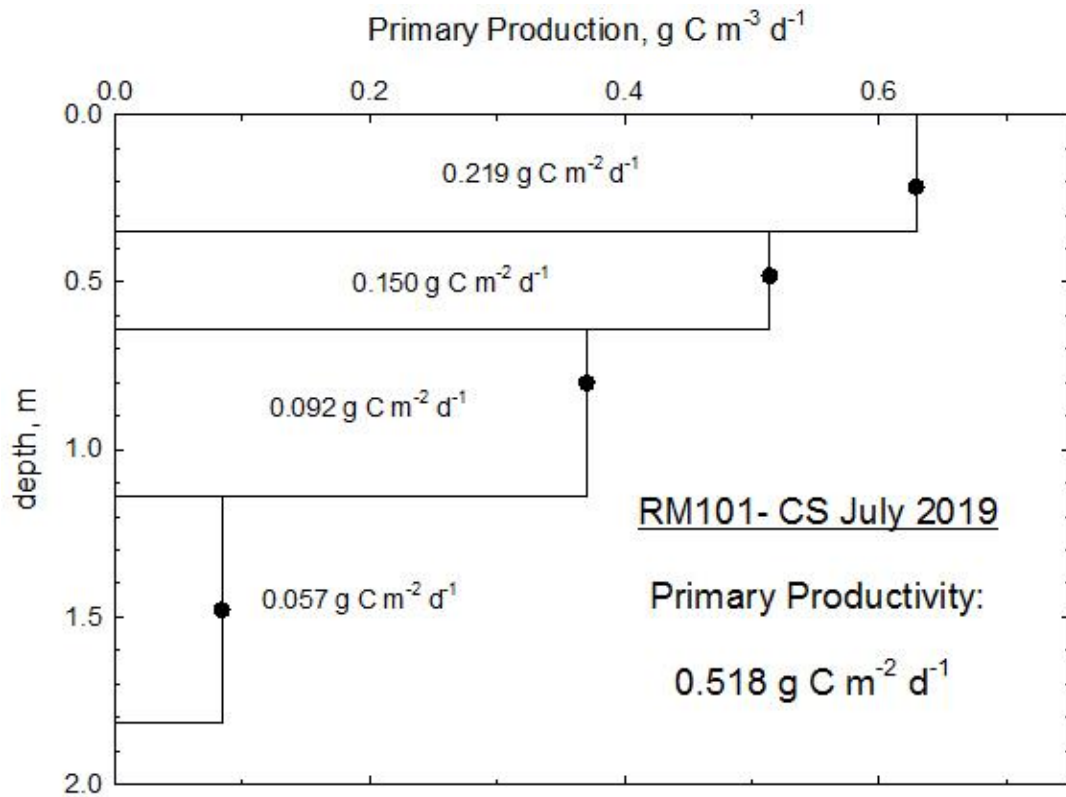 Primary Production, g C m⁻³ d⁻¹
0.0 0.2 0.4 0.6
0.0
0.219 g C m⁻² d⁻¹
0.5
0.150 g C m⁻² d⁻¹
0.092 g C m⁻² d⁻¹
depth, m
1.0
RM101- CS July 2019
0.057 g C m⁻² d⁻¹
Primary Productivity:
1.5
0.518 g C m⁻² d⁻¹
2.0